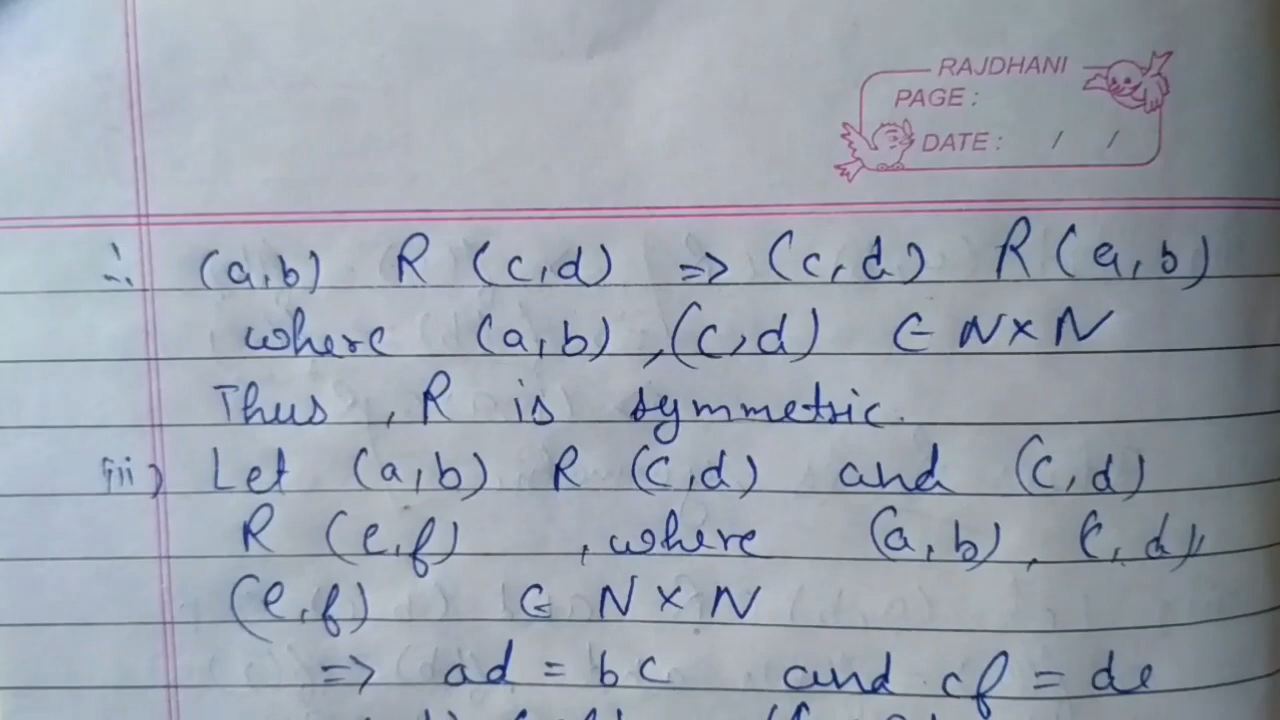 RAJDHANI
PAGE :
DATE : / /
∴ (a,b) R (c,d) => (c,d) R (a,b)
where (a,b), (c,d) ∈ N×N
Thus, R is symmetric.
iii) Let (a,b) R (c,d) and (c,d)
R (e,f) , where (a,b), (c,d),
(e,f) ∈ N × N
=> ad = bc and cf = de